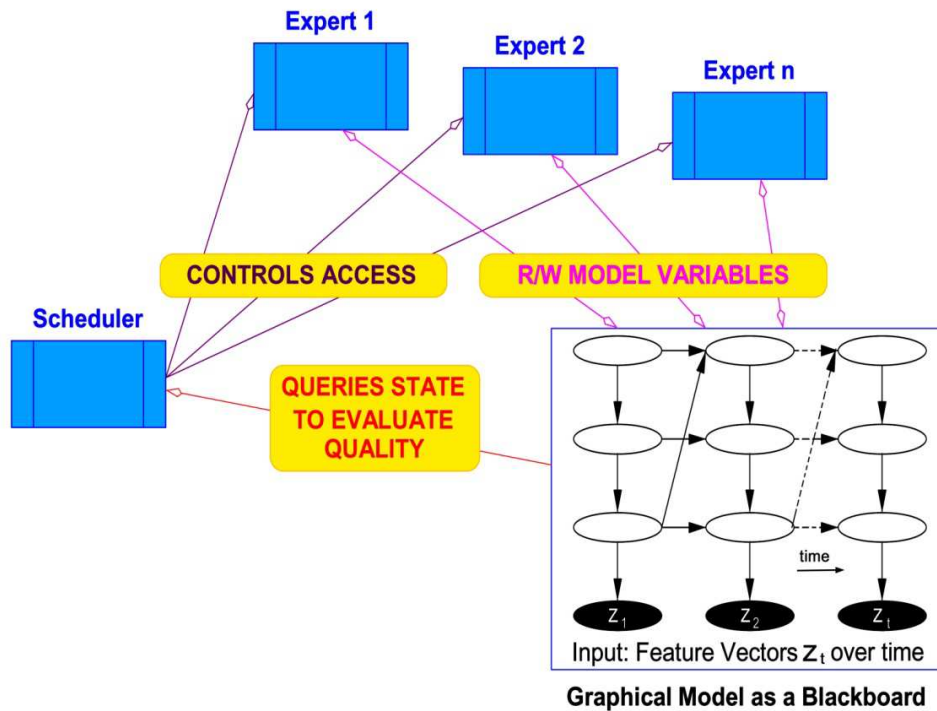 Expert 1
Expert 2
Expert n
CONTROLS ACCESS
R/W MODEL VARIABLES
Scheduler
QUERIES STATE
TO EVALUATE
QUALITY
time
Z1
Z2
Zt
Input: Feature Vectors Zt over time
Graphical Model as a Blackboard